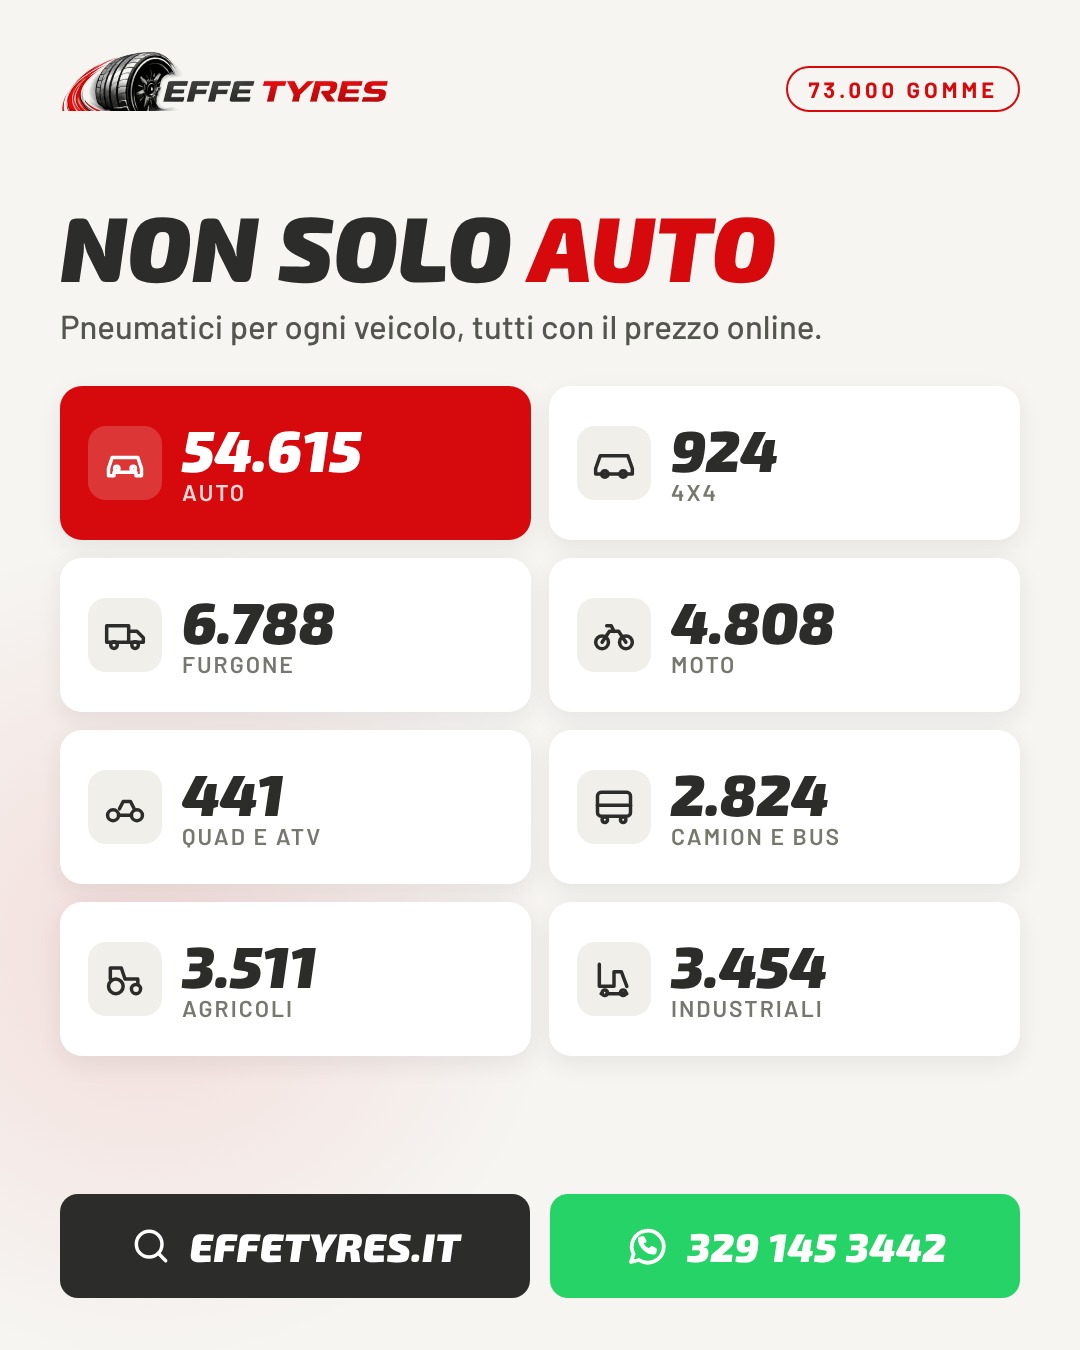 EFFE TYRES
73.000 GOMME
NON SOLO AUTO
Pneumatici per ogni veicolo, tutti con il prezzo online.
54.615
AUTO
924
4X4
6.788
FURGONE
4.808
MOTO
441
QUAD E ATV
2.824
CAMION E BUS
3.511
AGRICOLI
3.454
INDUSTRIALI
EFFETYRES.IT
329 145 3442